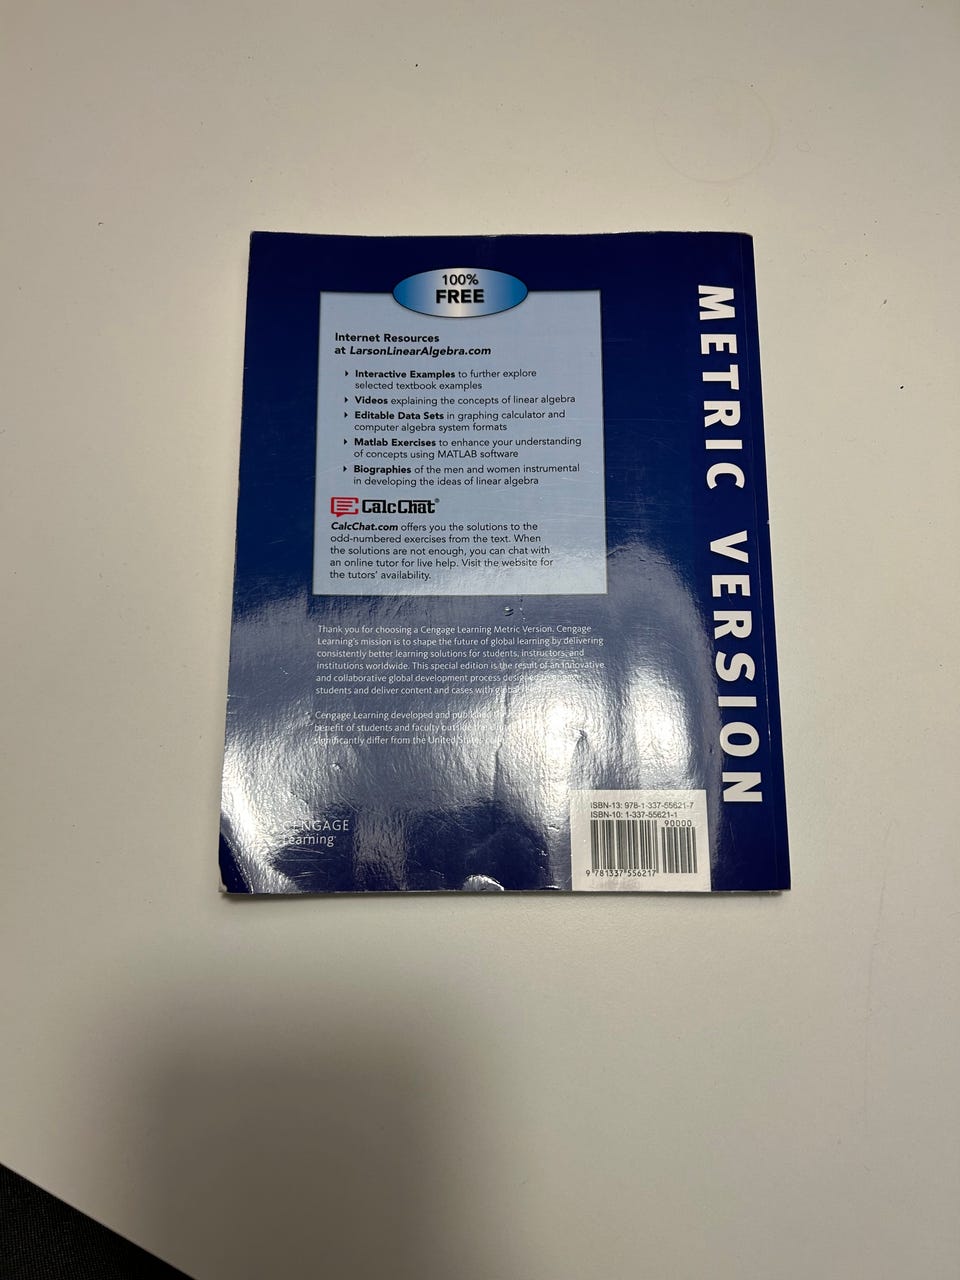 100%
FREE
Internet Resources
at LarsonLinearAlgebra.com
Interactive Examples to further explore
selected textbook examples
Videos explaining the concepts of linear algebra
Editable Data Sets in graphing calculator and
computer algebra system formats
Matlab Exercises to enhance your understanding
of concepts using MATLAB software
Biographies of the men and women instrumental
in developing the ideas of linear algebra
CalcChat®
CalcChat.com offers you the solutions to the
odd-numbered exercises from the text. When
the solutions are not enough, you can chat with
an online tutor for live help. Visit the website for
the tutors' availability.
Thank you for choosing a Cengage Learning Metric Version. Cengage
Learning's mission is to shape the future of global learning by delivering
consistently better learning solutions for students, instructors, and
institutions worldwide. This special edition is the result of an innovative
and collaborative global development process designed to
students and deliver content and cases with
Cengage Learning developed and published
benefit of students and faculty outside the
significantly differ from the United States
CENGAGE
Learning
METRIC VERSION
ISBN-13: 978-1-337-55621-7
ISBN-10: 1-337-55621-1
90000
9 781337 556217